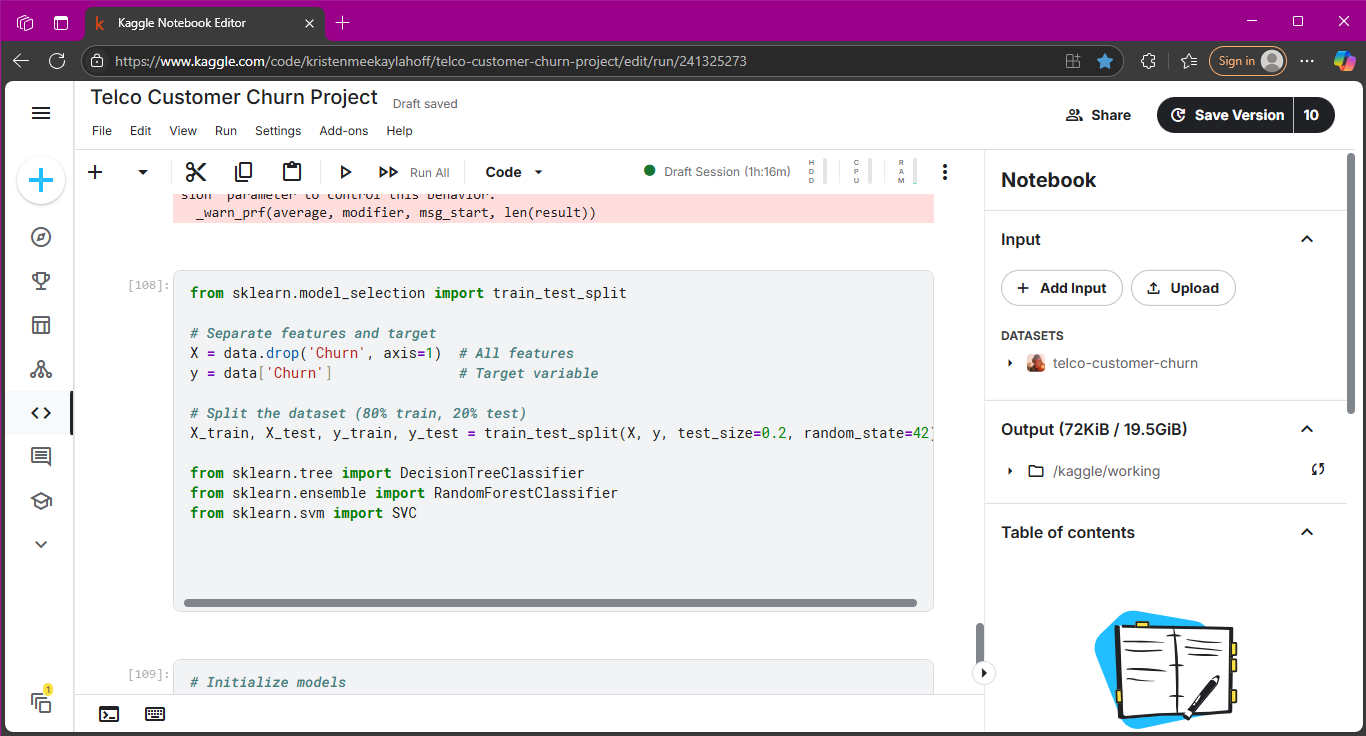 Kaggle Notebook Editor
https://www.kaggle.com/code/kristenmeekaylahoff/telco-customer-churn-project/edit/run/241325273
Sign in
Telco Customer Churn Project
Draft saved
File Edit View Run Settings Add-ons Help
Share
Save Version
10
Run All
Code
Draft Session (1h:16m)
HDD
CPU
RAM
sion` parameter to control this behavior.
_warn_prf(average, modifier, msg_start, len(result))
[108]:
from sklearn.model_selection import train_test_split
# Separate features and target
X = data.drop('Churn', axis=1)  # All features
y = data['Churn']               # Target variable
# Split the dataset (80% train, 20% test)
X_train, X_test, y_train, y_test = train_test_split(X, y, test_size=0.2, random_state=42)
from sklearn.tree import DecisionTreeClassifier
from sklearn.ensemble import RandomForestClassifier
from sklearn.svm import SVC
[109]:
# Initialize models
Notebook
Input
Add Input
Upload
DATASETS
telco-customer-churn
Output (72KiB / 19.5GiB)
/kaggle/working
Table of contents
1